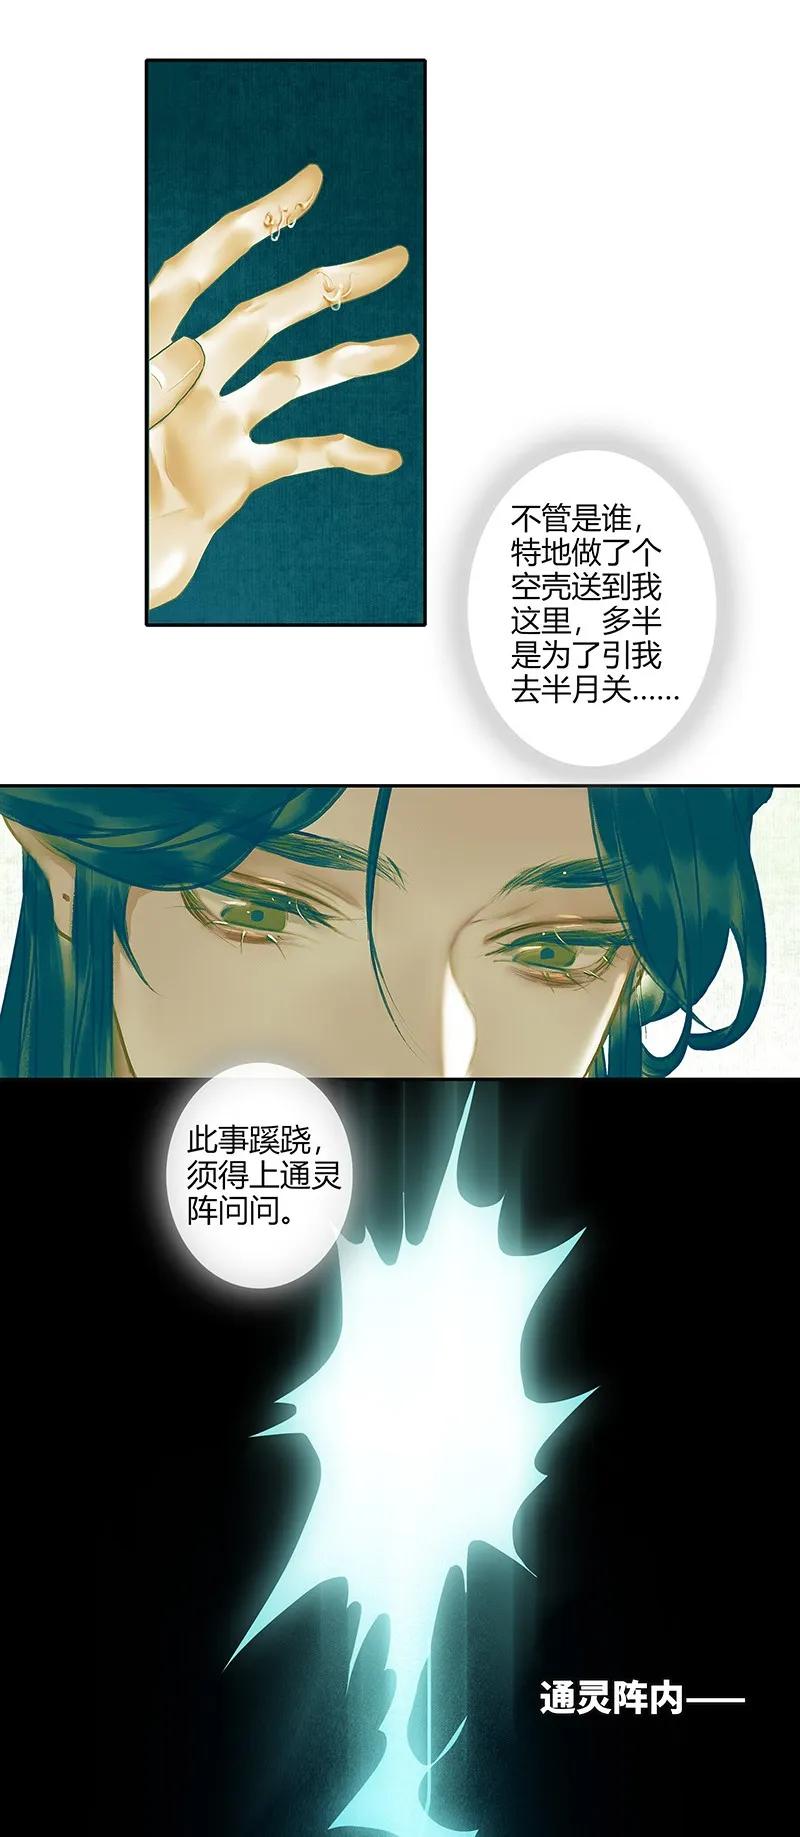 不管是谁，
特地做了个
空壳送到我
这里，多半
是为了引我
去半月关……
此事蹊跷，
须得上通灵
阵问问。
通灵阵内——